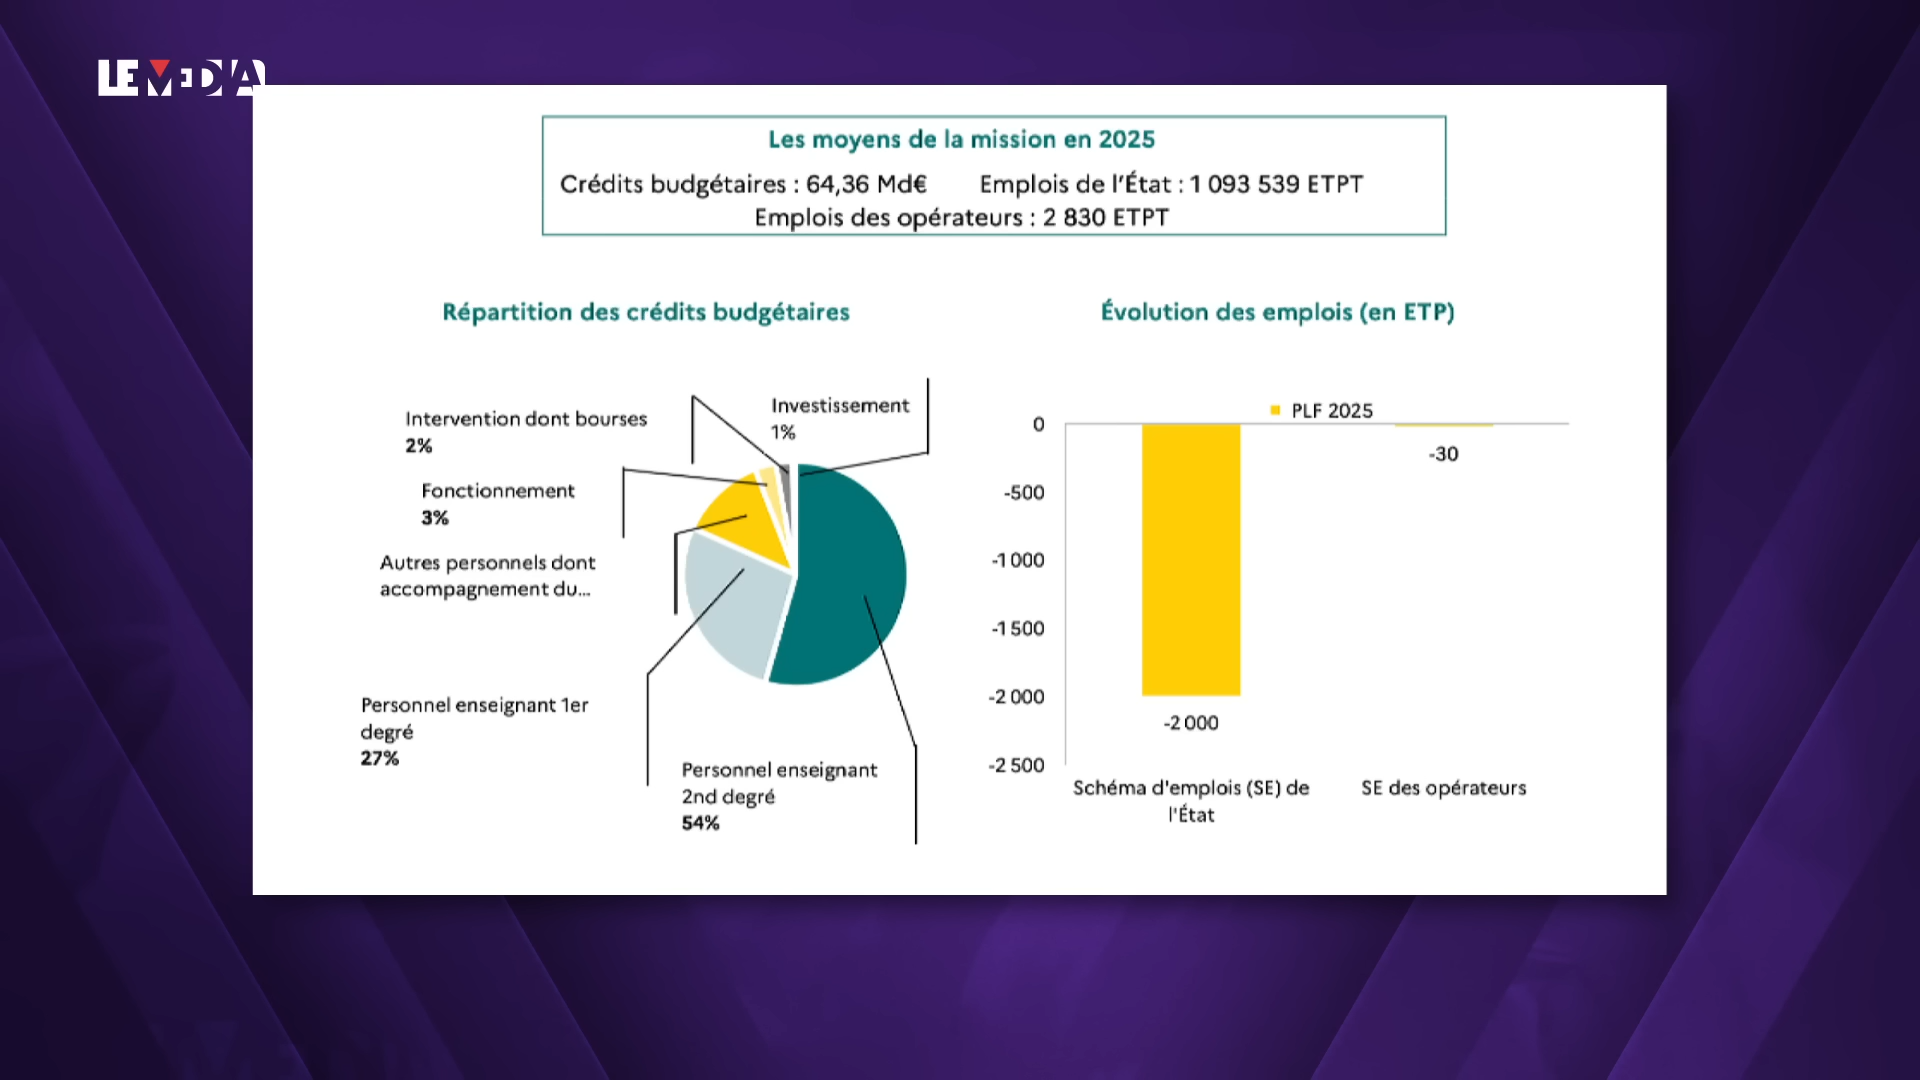 LE MEDIA
Les moyens de la mission en 2025
Crédits budgétaires : 64,36 Md€ Emplois de l'État : 1 093 539 ETPT
Emplois des opérateurs : 2 830 ETPT
Répartition des crédits budgétaires
Intervention dont bourses
2%
Investissement
1%
Fonctionnement
3%
Autres personnels dont
accompagnement du...
Personnel enseignant 1er
degré
27%
Personnel enseignant
2nd degré
54%
Évolution des emplois (en ETP)
PLF 2025
0
-500
-1 000
-1 500
-2 000
-2 500
-30
-2 000
Schéma d'emplois (SE) de
l'État
SE des opérateurs